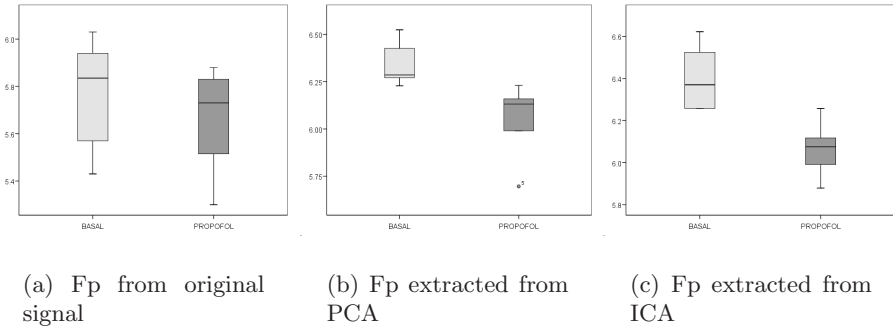 6.0
5.8
5.6
5.4
BASAL PROPOFOL
6.50
6.25
6.00
5.75
5
BASAL PROPOFOL
6.6
6.4
6.2
6.0
5.8
BASAL PROPOFOL
(a) Fp from original
signal
(b) Fp extracted from
PCA
(c) Fp extracted from
ICA